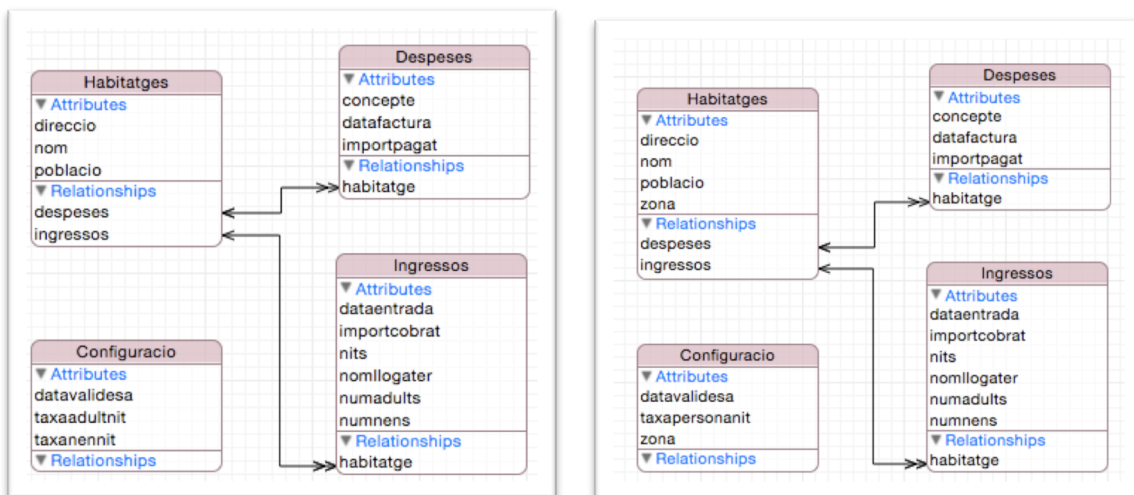 Habitatges
▼ Attributes
direccio
nom
poblacio
▼ Relationships
despeses
ingressos
Despeses
▼ Attributes
concepte
datafactura
importpagat
▼ Relationships
habitatge
Configuracio
▼ Attributes
datavalidesa
taxaadultnit
taxanennit
▼ Relationships
Ingressos
▼ Attributes
dataentrada
importcobrat
nits
nomllogater
numadults
numnens
▼ Relationships
habitatge
Habitatges
▼ Attributes
direccio
nom
poblacio
zona
▼ Relationships
despeses
ingressos
Despeses
▼ Attributes
concepte
datafactura
importpagat
▼ Relationships
habitatge
Configuracio
▼ Attributes
datavalidesa
taxapersonanit
zona
▼ Relationships
Ingressos
▼ Attributes
dataentrada
importcobrat
nits
nomllogater
numadults
numnens
▼ Relationships
habitatge